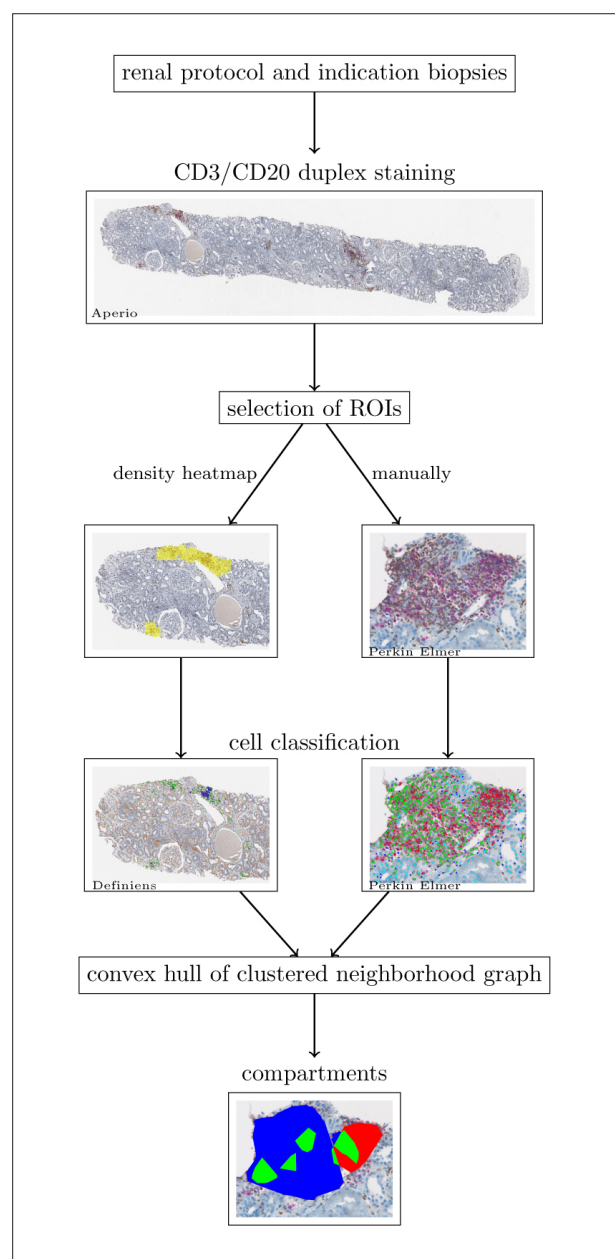 renal protocol and indication biopsies
CD3/CD20 duplex staining
Aperio
selection of ROIs
density heatmap
manually
Perkin Elmer
cell classification
Definiens
Perkin Elmer
convex hull of clustered neighborhood graph
compartments